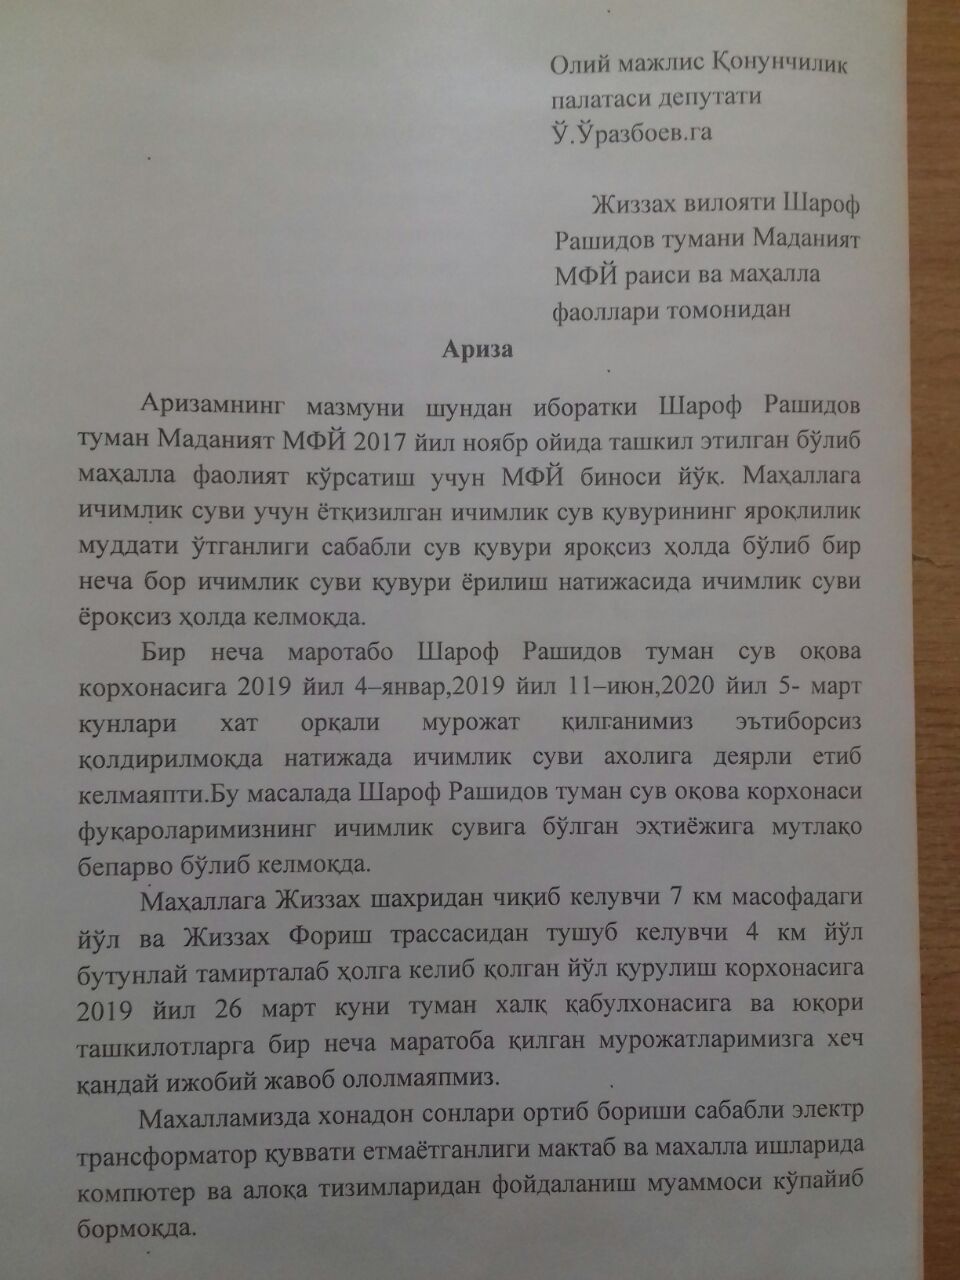 Олий мажлис Қонунчилик
палатаси депутати
Ў.Ўразбоев.га
Жиззах вилояти Шароф
Рашидов тумани Маданият
МФЙ раиси ва маҳалла
фаоллари томонидан
Ариза
Аризамнинг мазмуни шундан иборатки Шароф Рашидов
туман Маданият МФЙ 2017 йил ноябр ойида ташкил этилган бўлиб
маҳалла фаолият кўрсатиш учун МФЙ биноси йўқ. Маҳаллага
ичимлик суви учун ётқизилган ичимлик сув қувурининг яроқлилик
муддати ўтганлиги сабабли сув қувури яроқсиз ҳолда бўлиб бир
неча бор ичимлик суви қувури ёрилиш натижасида ичимлик суви
ёроқсиз ҳолда келмоқда.
Бир неча маротабо Шароф Рашидов туман сув оқова
корхонасига 2019 йил 4–январ,2019 йил 11–июн,2020 йил 5- март
кунлари хат орқали мурожат қилганимиз эътиборсиз
қолдирилмоқда натижада ичимлик суви ахолига деярли етиб
келмаяпти.Бу масалада Шароф Рашидов туман сув оқова корхонаси
фуқароларимизнинг ичимлик сувига бўлган эҳтиёжига мутлақо
бепарво бўлиб келмоқда.
Маҳаллага Жиззах шахридан чиқиб келувчи 7 км масофадаги
йўл ва Жиззах Фориш трассасидан тушуб келувчи 4 км йўл
бутунлай тамирталаб ҳолга келиб қолган йўл қурулиш корхонасига
2019 йил 26 март куни туман халқ қабулхонасига ва юқори
ташкилотларга бир неча маратоба қилган мурожатларимизга хеч
қандай ижобий жавоб ололмаяпмиз.
Махалламизда хонадон сонлари ортиб бориши сабабли электр
трансформатор қуввати етмаётганлиги мактаб ва махалла ишларида
компютер ва алоқа тизимларидан фойдаланиш муаммоси кўпайиб
бормоқда.